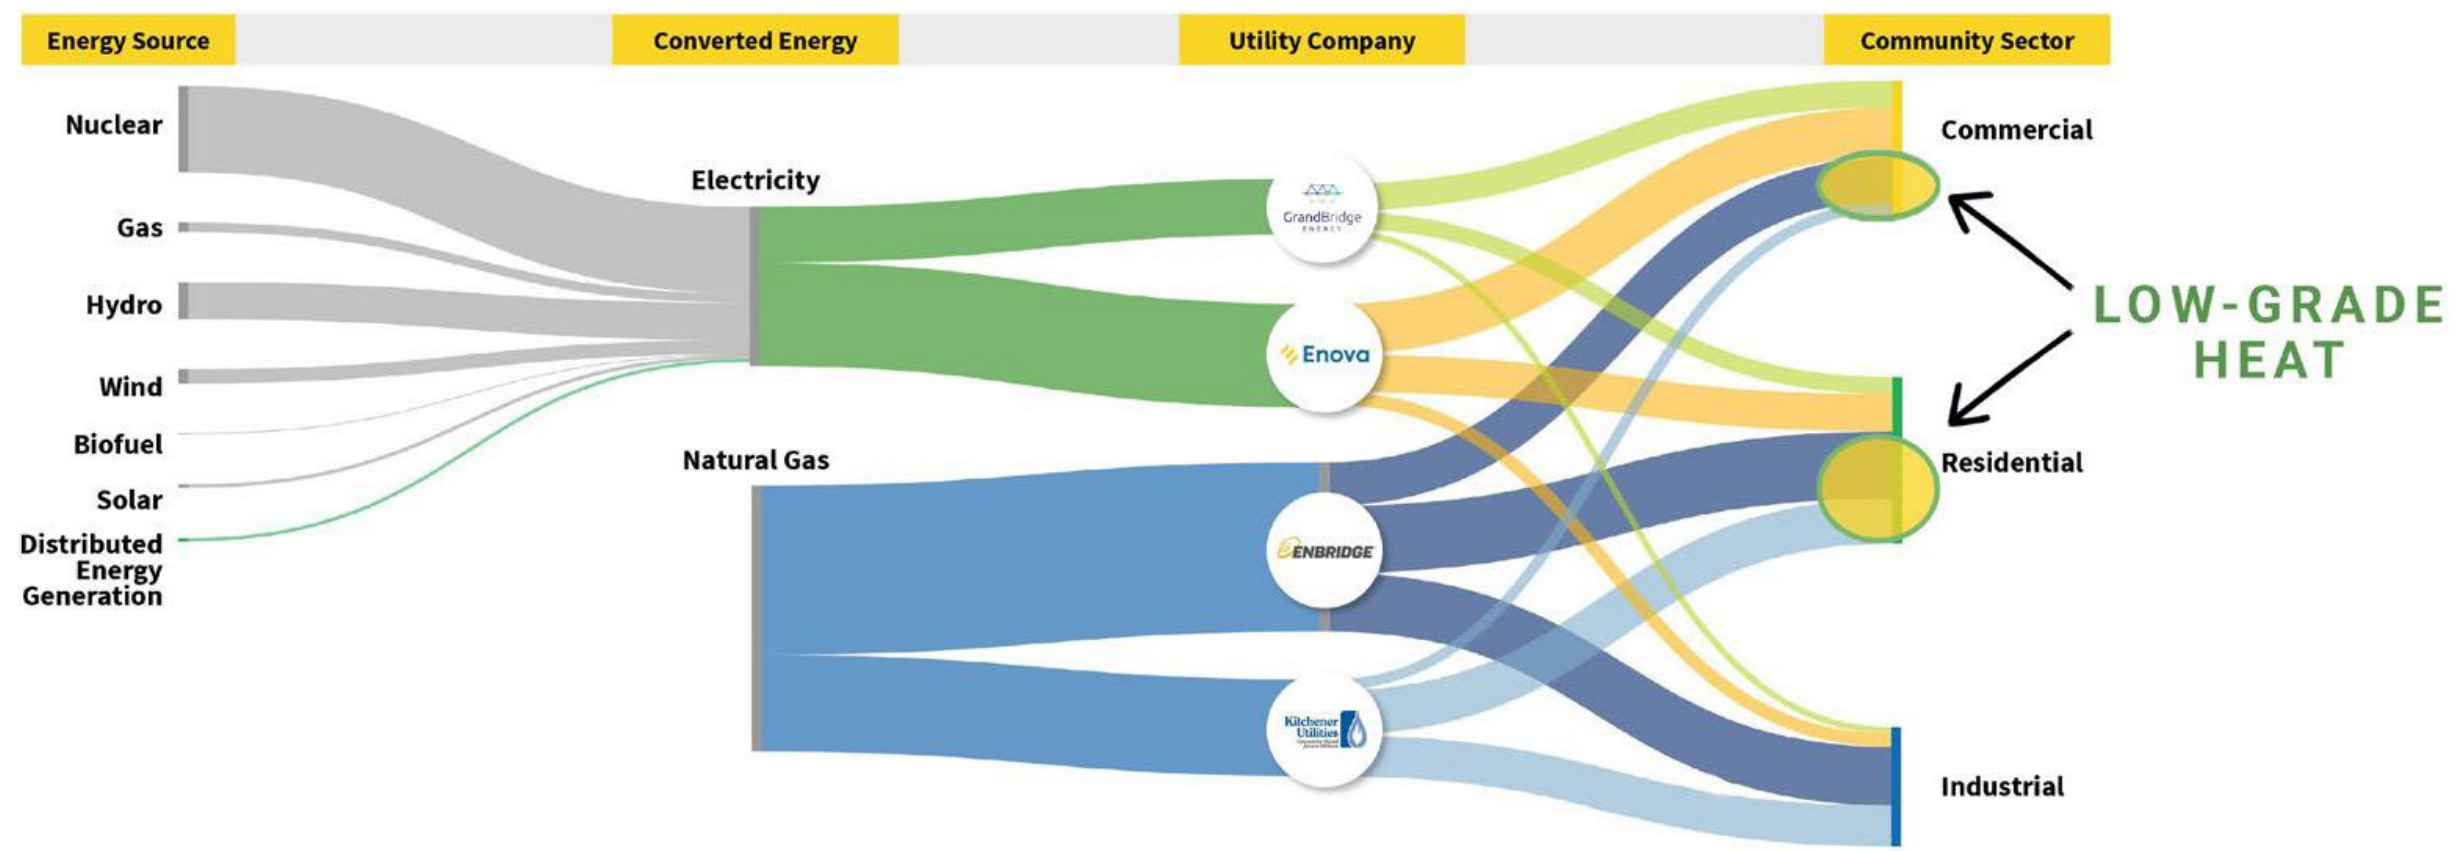 Energy Source
Converted Energy
Utility Company
Community Sector
Nuclear
Gas
Hydro
Wind
Biofuel
Solar
Distributed
Energy
Generation
Electricity
Natural Gas
GrandBridge
ENERGY
Enova
ENBRIDGE
Kitchener
Utilities
Commercial
Residential
Industrial
LOW-GRADE
HEAT